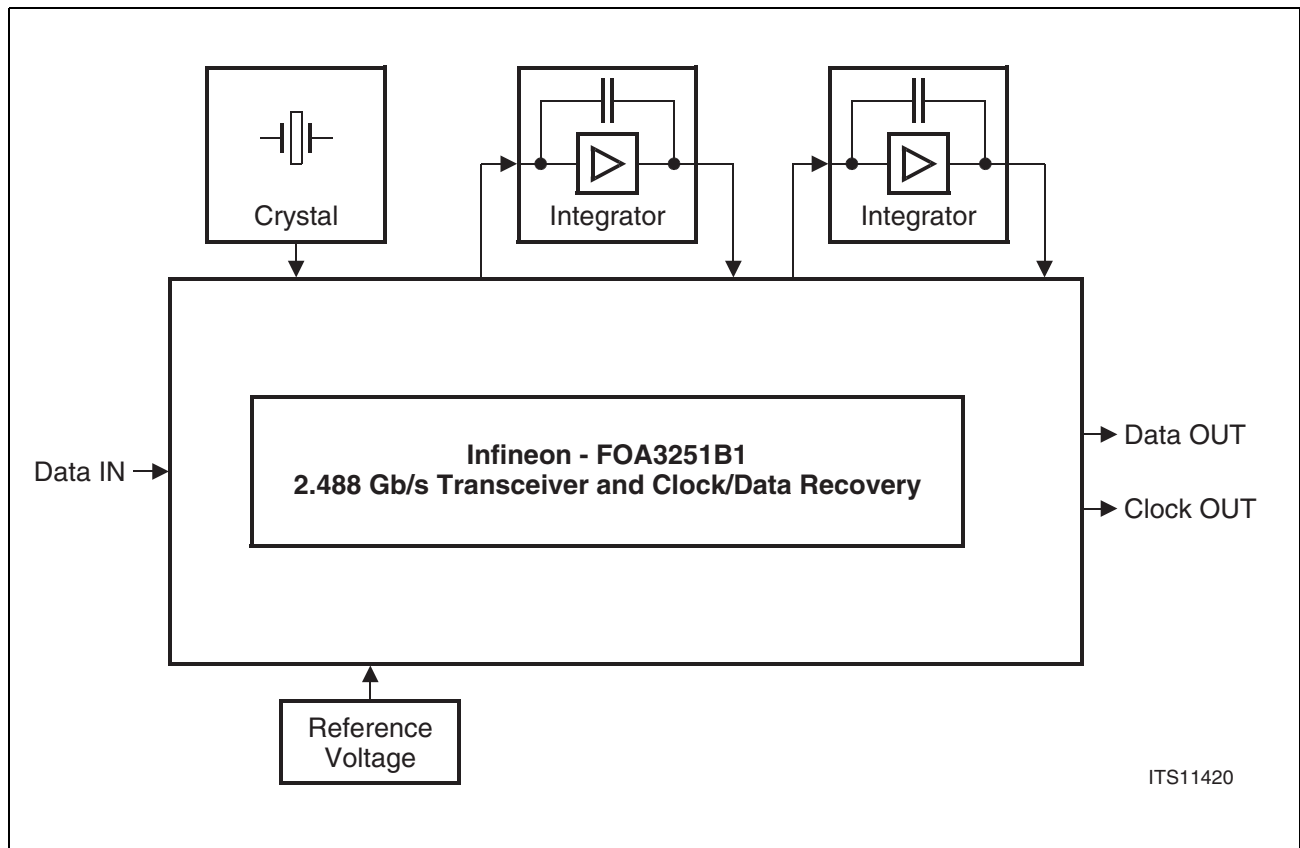 Crystal
Integrator
Integrator
Data IN
Infineon - FOA3251B1
2.488 Gb/s Transceiver and Clock/Data Recovery
Data OUT
Clock OUT
Reference
Voltage
ITS11420